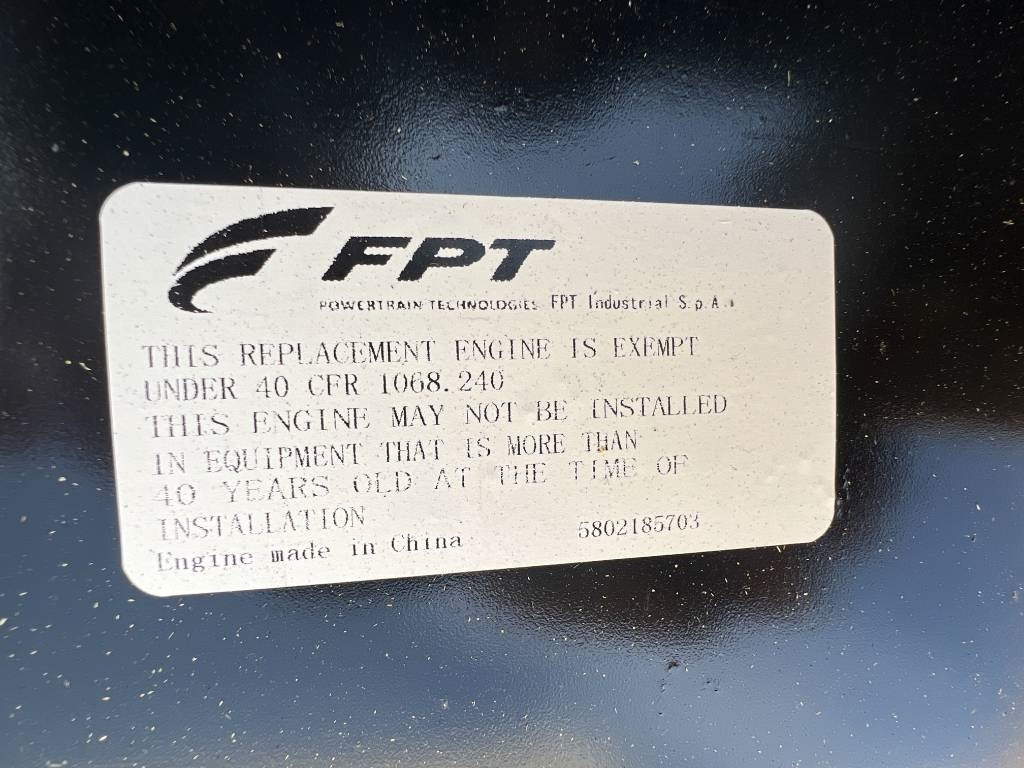 FPT
POWERTRAIN TECHNOLOGIES FPT Industrial S.p.A.
THIS REPLACEMENT ENGINE IS EXEMPT
UNDER 40 CFR 1068.240
THIS ENGINE MAY NOT BE INSTALLED
IN EQUIPMENT THAT IS MORE THAN
40 YEARS OLD AT THE TIME OF
INSTALLATION
Engine made in China 5802185703